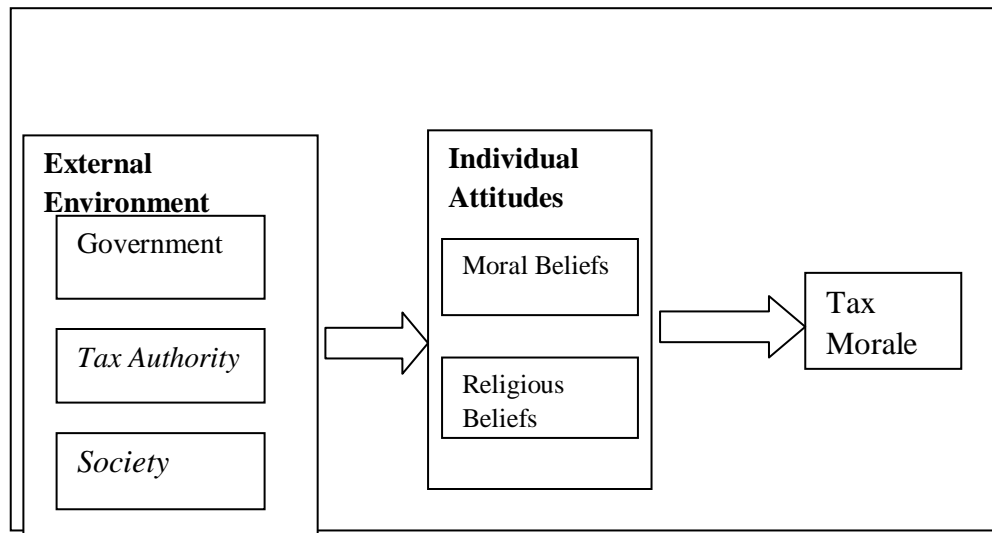 External
Environment
Government
Tax Authority
Society
Individual
Attitudes
Moral Beliefs
Religious
Beliefs
Tax
Morale